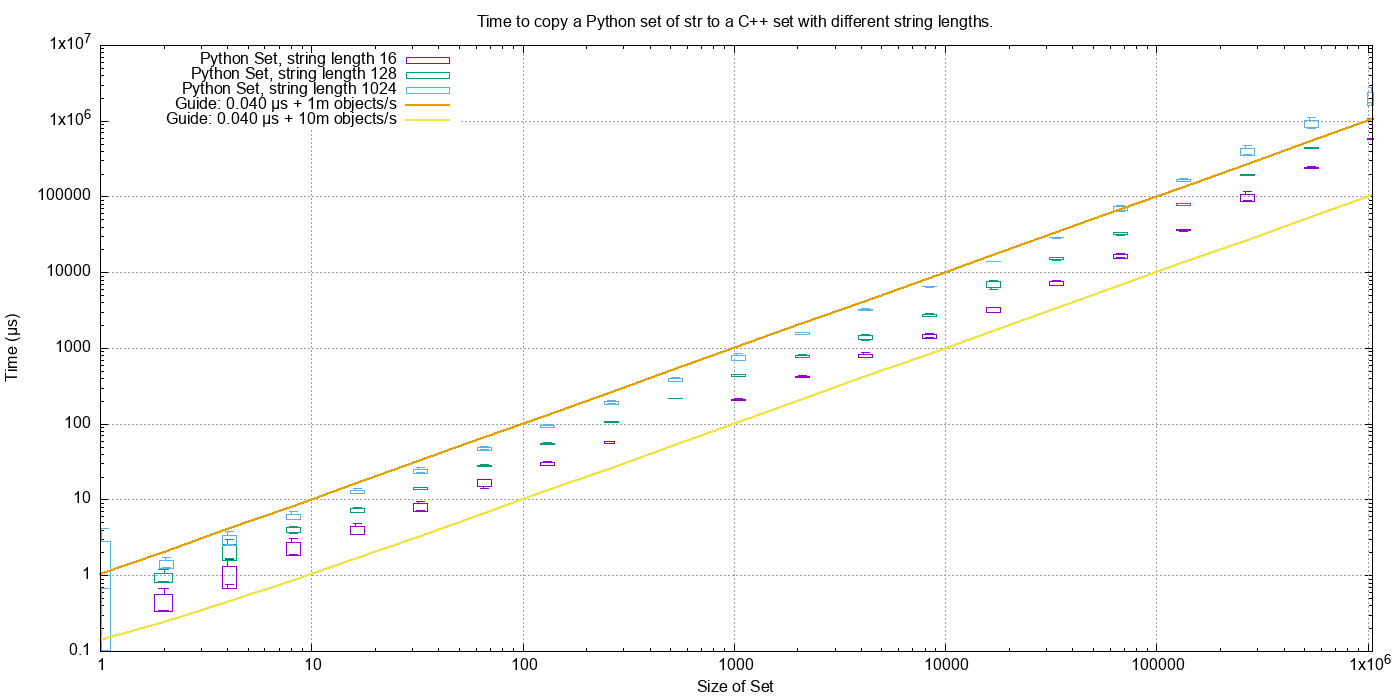 Time to copy a Python set of str to a C++ set with different string lengths.
1x10^7
1x10^6
100000
10000
1000
100
10
1
0.1
Time (µs)
Python Set, string length 16
Python Set, string length 128
Python Set, string length 1024
Guide: 0.040 µs + 1m objects/s
Guide: 0.040 µs + 10m objects/s
1 10 100 1000 10000 100000 1x10^6
Size of Set